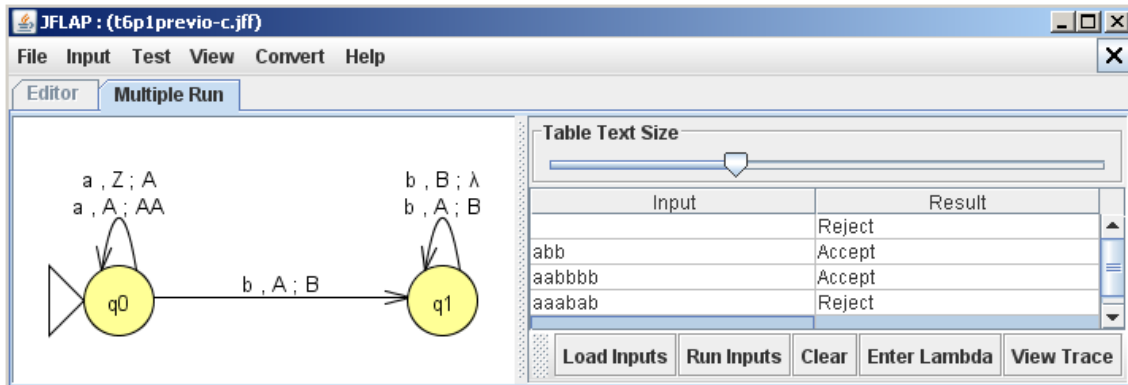 JFLAP : (t6p1previo-c.jff)
File Input Test View Convert Help
Editor Multiple Run
a , Z ; A
a , A ; AA
q0
b , A ; B
b , B ; λ
b , A ; B
q1
Table Text Size
Input Result
Reject
abb Accept
aabbbb Accept
aaabab Reject
Load Inputs Run Inputs Clear Enter Lambda View Trace